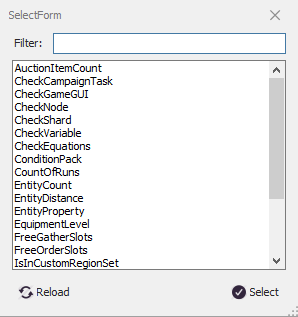 SelectForm
Filter:
AuctionItemCount
CheckCampaignTask
CheckGameGUI
CheckNode
CheckShard
CheckVariable
CheckEquations
ConditionPack
CountOfRuns
EntityCount
EntityDistance
EntityProperty
EquipmentLevel
FreeGatherSlots
FreeOrderSlots
IsInCustomRegionSet
Reload
Select